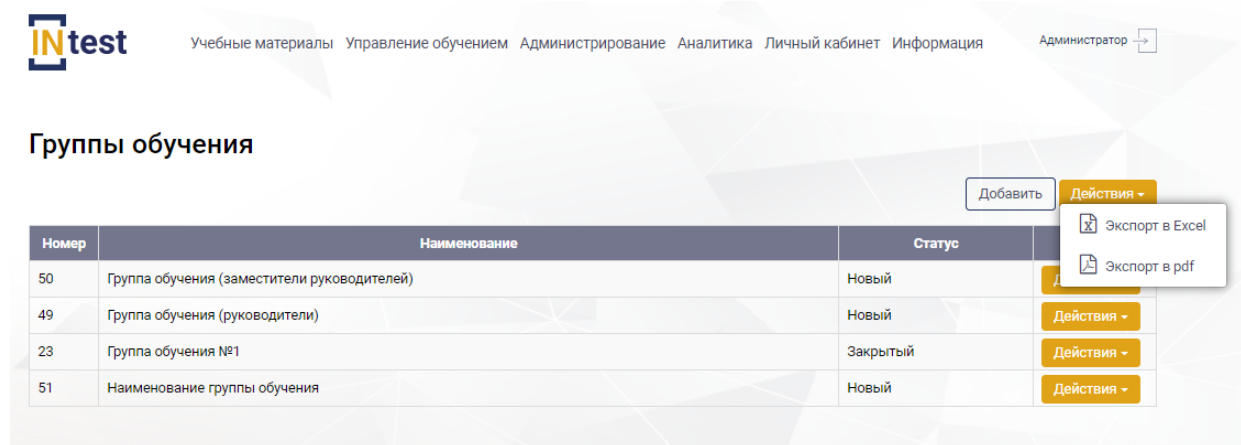 INtest
Учебные материалы Управление обучением Администрирование Аналитика Личный кабинет Информация Администратор
Группы обучения
Добавить Действия
Экспорт в Excel
Экспорт в pdf
Номер Наименование Статус
50 Группа обучения (заместители руководителей) Новый
49 Группа обучения (руководители) Новый Действия
23 Группа обучения №1 Закрытый Действия
51 Наименование группы обучения Новый Действия